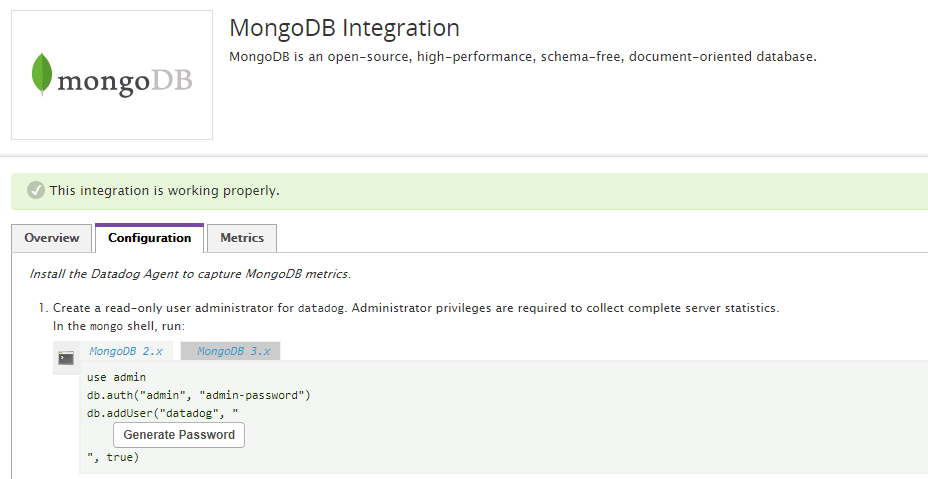 mongoDB
MongoDB Integration
MongoDB is an open-source, high-performance, schema-free, document-oriented database.
This integration is working properly.
Overview
Configuration
Metrics
Install the Datadog Agent to capture MongoDB metrics.
1. Create a read-only user administrator for datadog. Administrator privileges are required to collect complete server statistics.
In the mongo shell, run:
MongoDB 2.x
MongoDB 3.x
use admin
db.auth("admin", "admin-password")
db.addUser("datadog", "
Generate Password
", true)